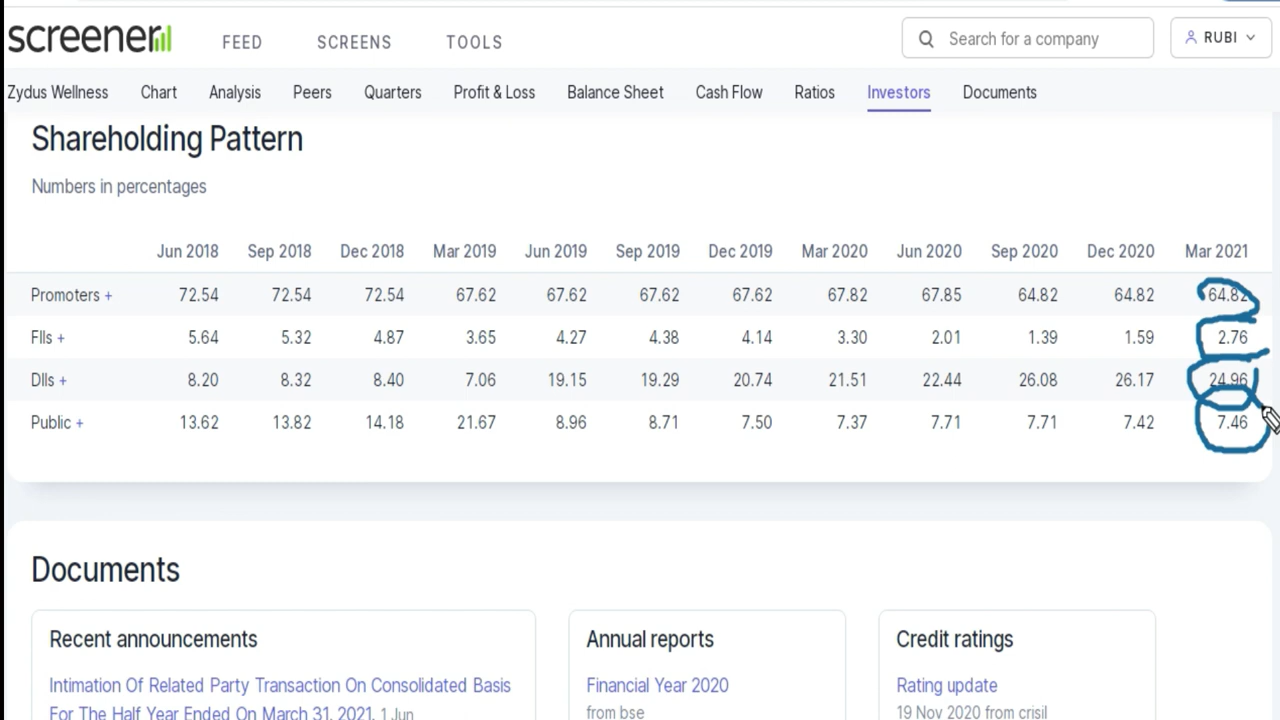 screener FEED SCREENS TOOLS Search for a company RUBI
Zydus Wellness Chart Analysis Peers Quarters Profit & Loss Balance Sheet Cash Flow Ratios Investors Documents
Shareholding Pattern
Numbers in percentages
Jun 2018 Sep 2018 Dec 2018 Mar 2019 Jun 2019 Sep 2019 Dec 2019 Mar 2020 Jun 2020 Sep 2020 Dec 2020 Mar 2021
Promoters + 72.54 72.54 72.54 67.62 67.62 67.62 67.62 67.82 67.85 64.82 64.82 64.82
FIIs + 5.64 5.32 4.87 3.65 4.27 4.38 4.14 3.30 2.01 1.39 1.59 2.76
DIIs + 8.20 8.32 8.40 7.06 19.15 19.29 20.74 21.51 22.44 26.08 26.17 24.96
Public + 13.62 13.82 14.18 21.67 8.96 8.71 7.50 7.37 7.71 7.71 7.42 7.46
Documents
Recent announcements Annual reports Credit ratings
Intimation Of Related Party Transaction On Consolidated Basis Financial Year 2020 Rating update
For The Half Year Ended On March 31, 2021. 1 Jun from bse 19 Nov 2020 from crisil